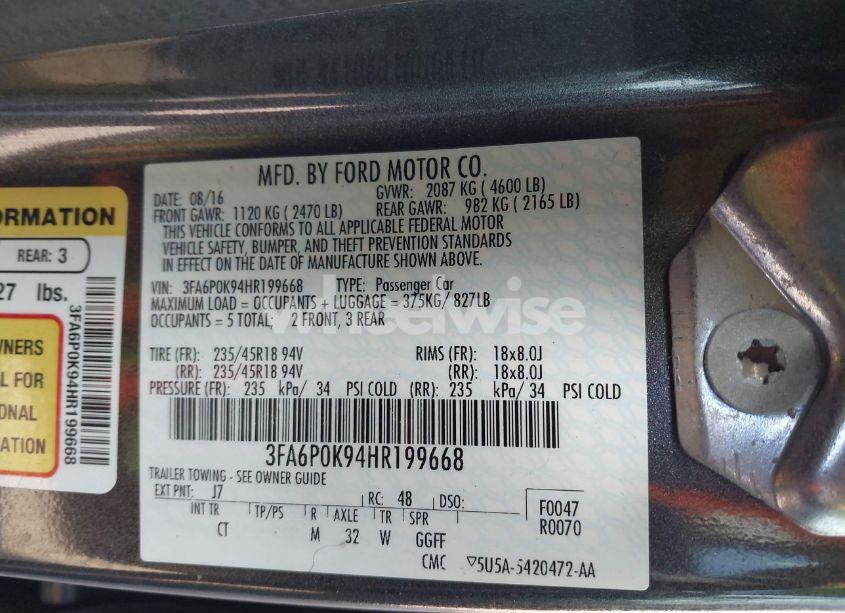 MFD. BY FORD MOTOR CO.
DATE: 08/16 GVWR: 2087 KG ( 4600 LB)
FRONT GAWR: 1120 KG ( 2470 LB) REAR GAWR: 982 KG ( 2165 LB)
THIS VEHICLE CONFORMS TO ALL APPLICABLE FEDERAL MOTOR
VEHICLE SAFETY, BUMPER, AND THEFT PREVENTION STANDARDS
IN EFFECT ON THE DATE OF MANUFACTURE SHOWN ABOVE.
VIN: 3FA6P0K94HR199668 TYPE: Passenger Car
MAXIMUM LOAD = OCCUPANTS + LUGGAGE = 375KG/ 827LB
OCCUPANTS = 5 TOTAL: 2 FRONT, 3 REAR
TIRE (FR): 235/45R18 94V RIMS (FR): 18x8.0J
(RR): 235/45R18 94V (RR): 18x8.0J
PRESSURE (FR): 235 kPa/ 34 PSI COLD (RR): 235 kPa/ 34 PSI COLD
3FA6P0K94HR199668
TRAILER TOWING - SEE OWNER GUIDE
EXT PNT: J7 RC: 48 DSO: F0047
INT TR TP/PS R AXLE TR SPR R0070
CT M 32 W GGFF
CMC ▽5U5A-5420472-AA
ORMATION
REAR: 3
27 lbs.
WNERS
L FOR
ONAL
ATION
3FA6P0K94HR199668
wheelwise